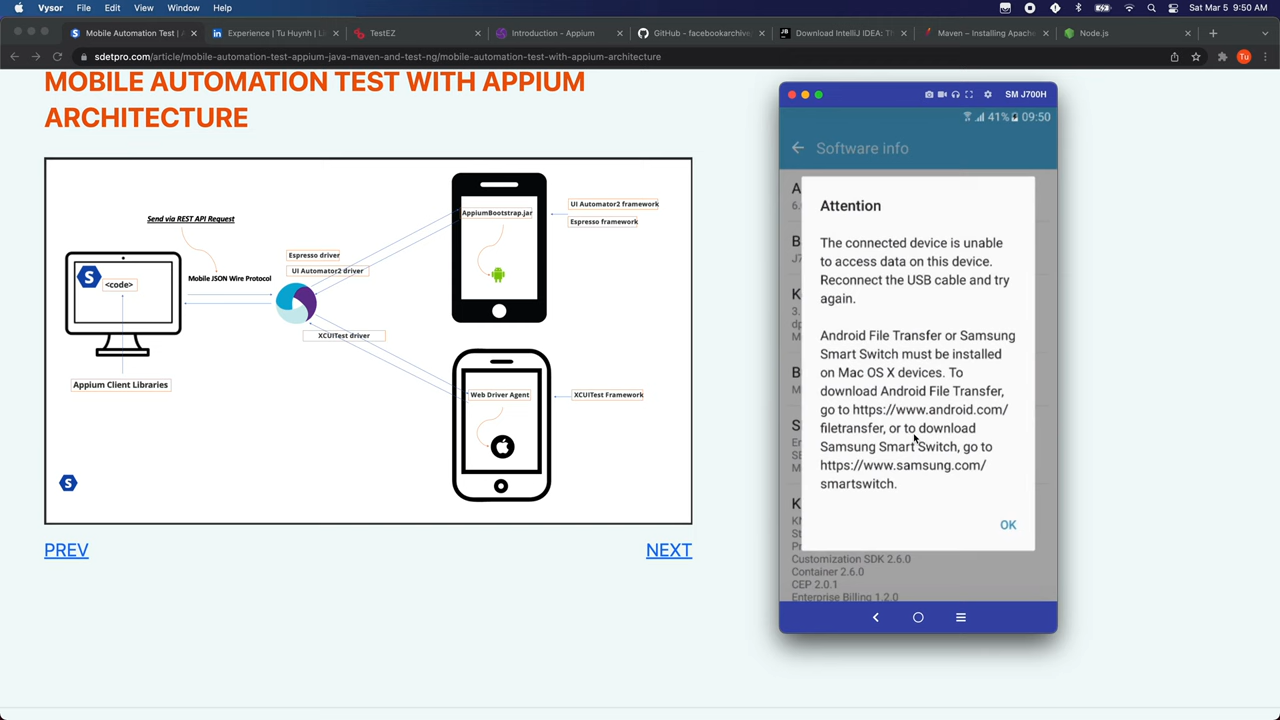 Vysor File Edit View Window Help Sat Mar 5 9:50 AM
Mobile Automation Test | Experience | Tu Huynh | Li TestEZ Introduction - Appium GitHub - facebookarchive/ Download IntelliJ IDEA: Th Maven – Installing Apache Node.js
sdetpro.com/article/mobile-automation-test-appium-java-maven-and-test-ng/mobile-automation-test-with-appium-architecture Tu
MOBILE AUTOMATION TEST WITH APPIUM
ARCHITECTURE
Send via REST API Request
Mobile JSON Wire Protocol
S
<code>
Appium Client Libraries
Espresso driver
UI Automator2 driver
XCUITest driver
AppiumBootstrap.jar
UI Automator2 framework
Espresso framework
Web Driver Agent
XCUITest Framework
S
PREV
NEXT
SM J700H
41% 09:50
Software info
Attention
The connected device is unable
to access data on this device.
Reconnect the USB cable and try
again.
Android File Transfer or Samsung
Smart Switch must be installed
on Mac OS X devices. To
download Android File Transfer,
go to https://www.android.com/
filetransfer, or to download
Samsung Smart Switch, go to
https://www.samsung.com/
smartswitch.
OK
Customization SDK 2.6.0
Container 2.6.0
CEP 2.0.1
Enterprise Billing 1.2.0